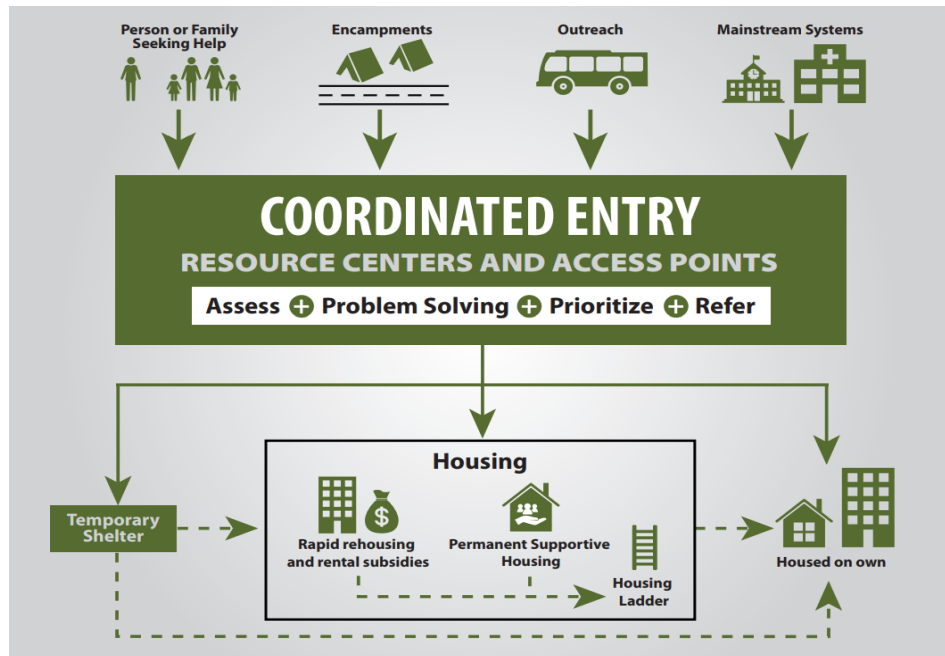 Person or Family
Seeking Help
Encampments
Outreach
Mainstream Systems
COORDINATED ENTRY
RESOURCE CENTERS AND ACCESS POINTS
Assess + Problem Solving + Prioritize + Refer
Housing
Temporary
Shelter
$
Rapid rehousing
and rental subsidies
Permanent Supportive
Housing
Housing
Ladder
Housed on own